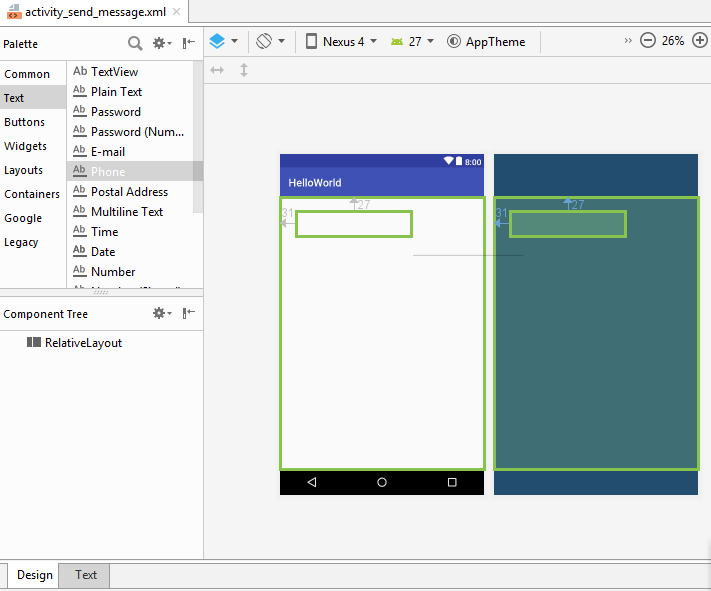 activity_send_message.xml
Palette
Nexus 4
27
AppTheme
26%
Common
Text
Buttons
Widgets
Layouts
Containers
Google
Legacy
Ab TextView
Ab Plain Text
Ab Password
Ab Password (Num...
Ab E-mail
Ab Phone
Ab Postal Address
Ab Multiline Text
Ab Time
Ab Date
Ab Number
8:00
HelloWorld
27
31
27
31
Component Tree
RelativeLayout
Design
Text